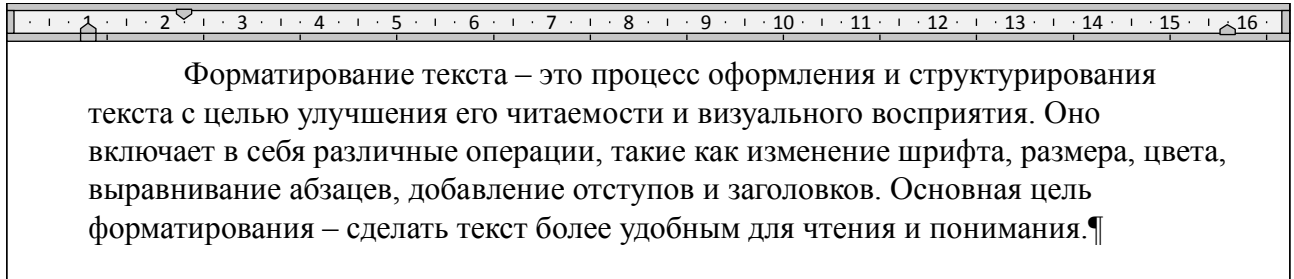 1 2 3 4 5 6 7 8 9 10 11 12 13 14 15 16
Форматирование текста – это процесс оформления и структурирования
текста с целью улучшения его читаемости и визуального восприятия. Оно
включает в себя различные операции, такие как изменение шрифта, размера, цвета,
выравнивание абзацев, добавление отступов и заголовков. Основная цель
форматирования – сделать текст более удобным для чтения и понимания.¶